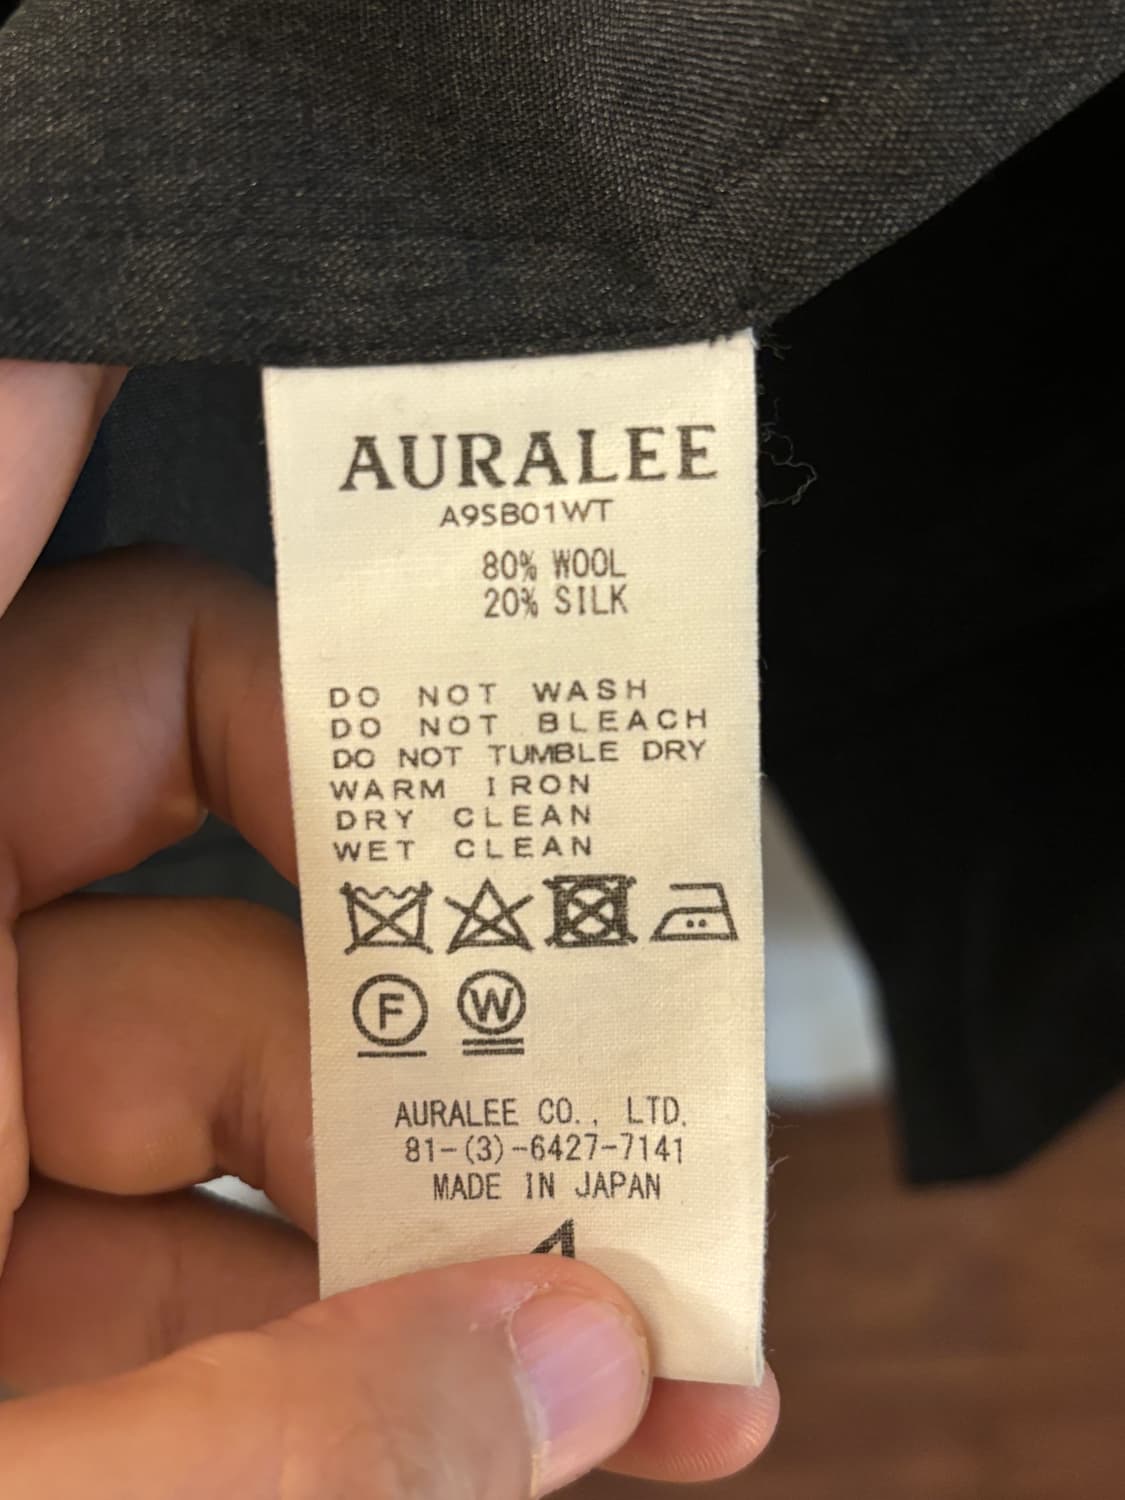 AURALEE
A9SB01WT
80% WOOL
20% SILK
DO NOT WASH
DO NOT BLEACH
DO NOT TUMBLE DRY
WARM IRON
DRY CLEAN
WET CLEAN
F W
AURALEE CO., LTD.
81-(3)-6427-7141
MADE IN JAPAN